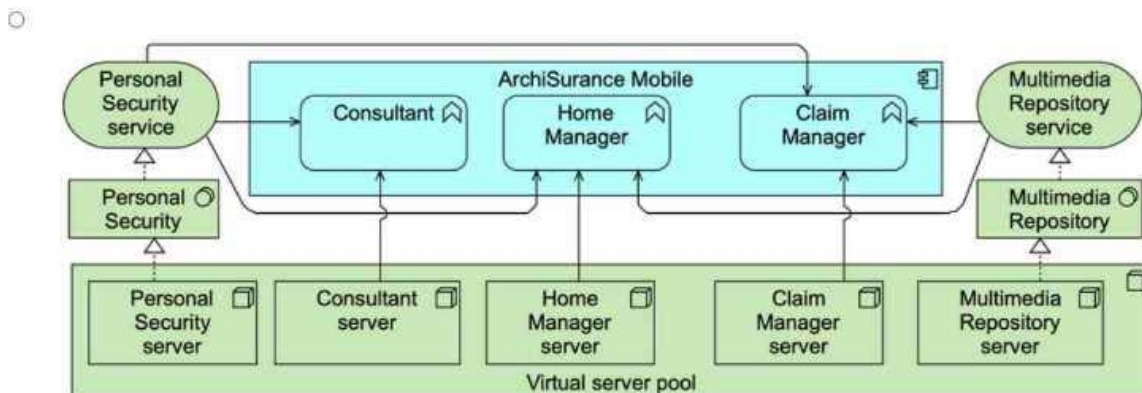 ArchiSurance Mobile
Personal
Security
service
Consultant
Home
Manager
Claim
Manager
Multimedia
Repository
service
Personal
Security
Multimedia
Repository
Personal
Security
server
Consultant
server
Home
Manager
server
Claim
Manager
server
Multimedia
Repository
server
Virtual server pool